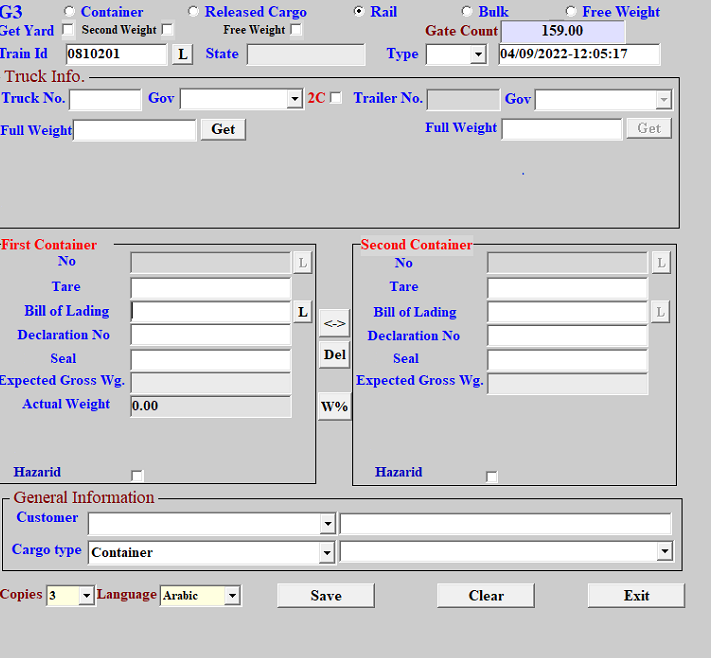 G3 Container Released Cargo Rail Bulk Free Weight
Get Yard Second Weight Free Weight Gate Count 159.00
Train Id 0810201 L State Type 04/09/2022-12:05:17
Truck Info.
Truck No. Gov 2C Trailer No. Gov
Full Weight Get Full Weight Get
First Container Second Container
No L No L
Tare Tare
Bill of Lading L Bill of Lading L
<->
Declaration No Declaration No
Seal Del Seal
Expected Gross Wg. Expected Gross Wg.
Actual Weight 0.00 W%
Hazarid Hazarid
General Information
Customer
Cargo type Container
Copies 3 Language Arabic Save Clear Exit